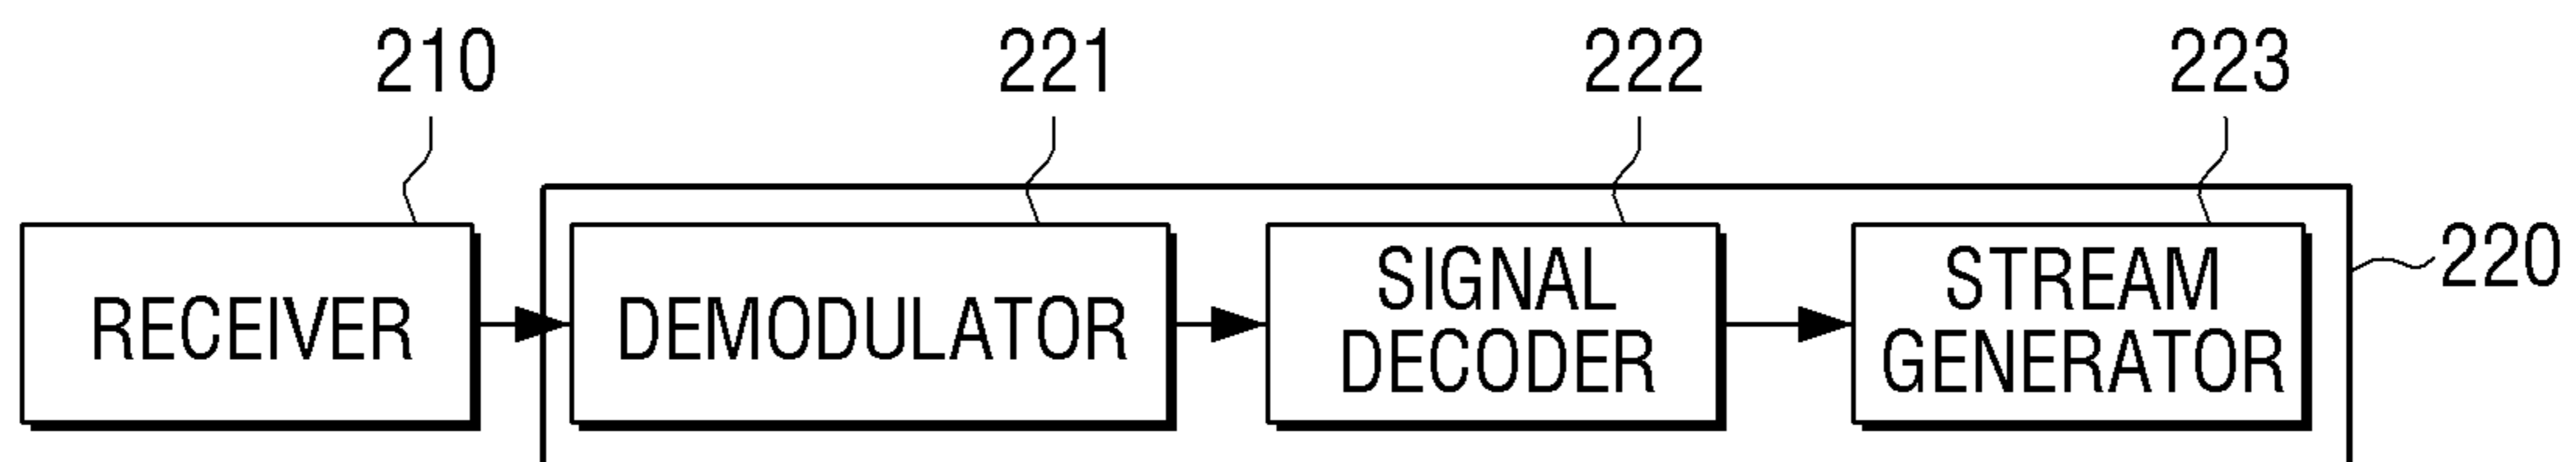 210
221
222
223
RECEIVER
DEMODULATOR
SIGNAL
DECODER
STREAM
GENERATOR
220